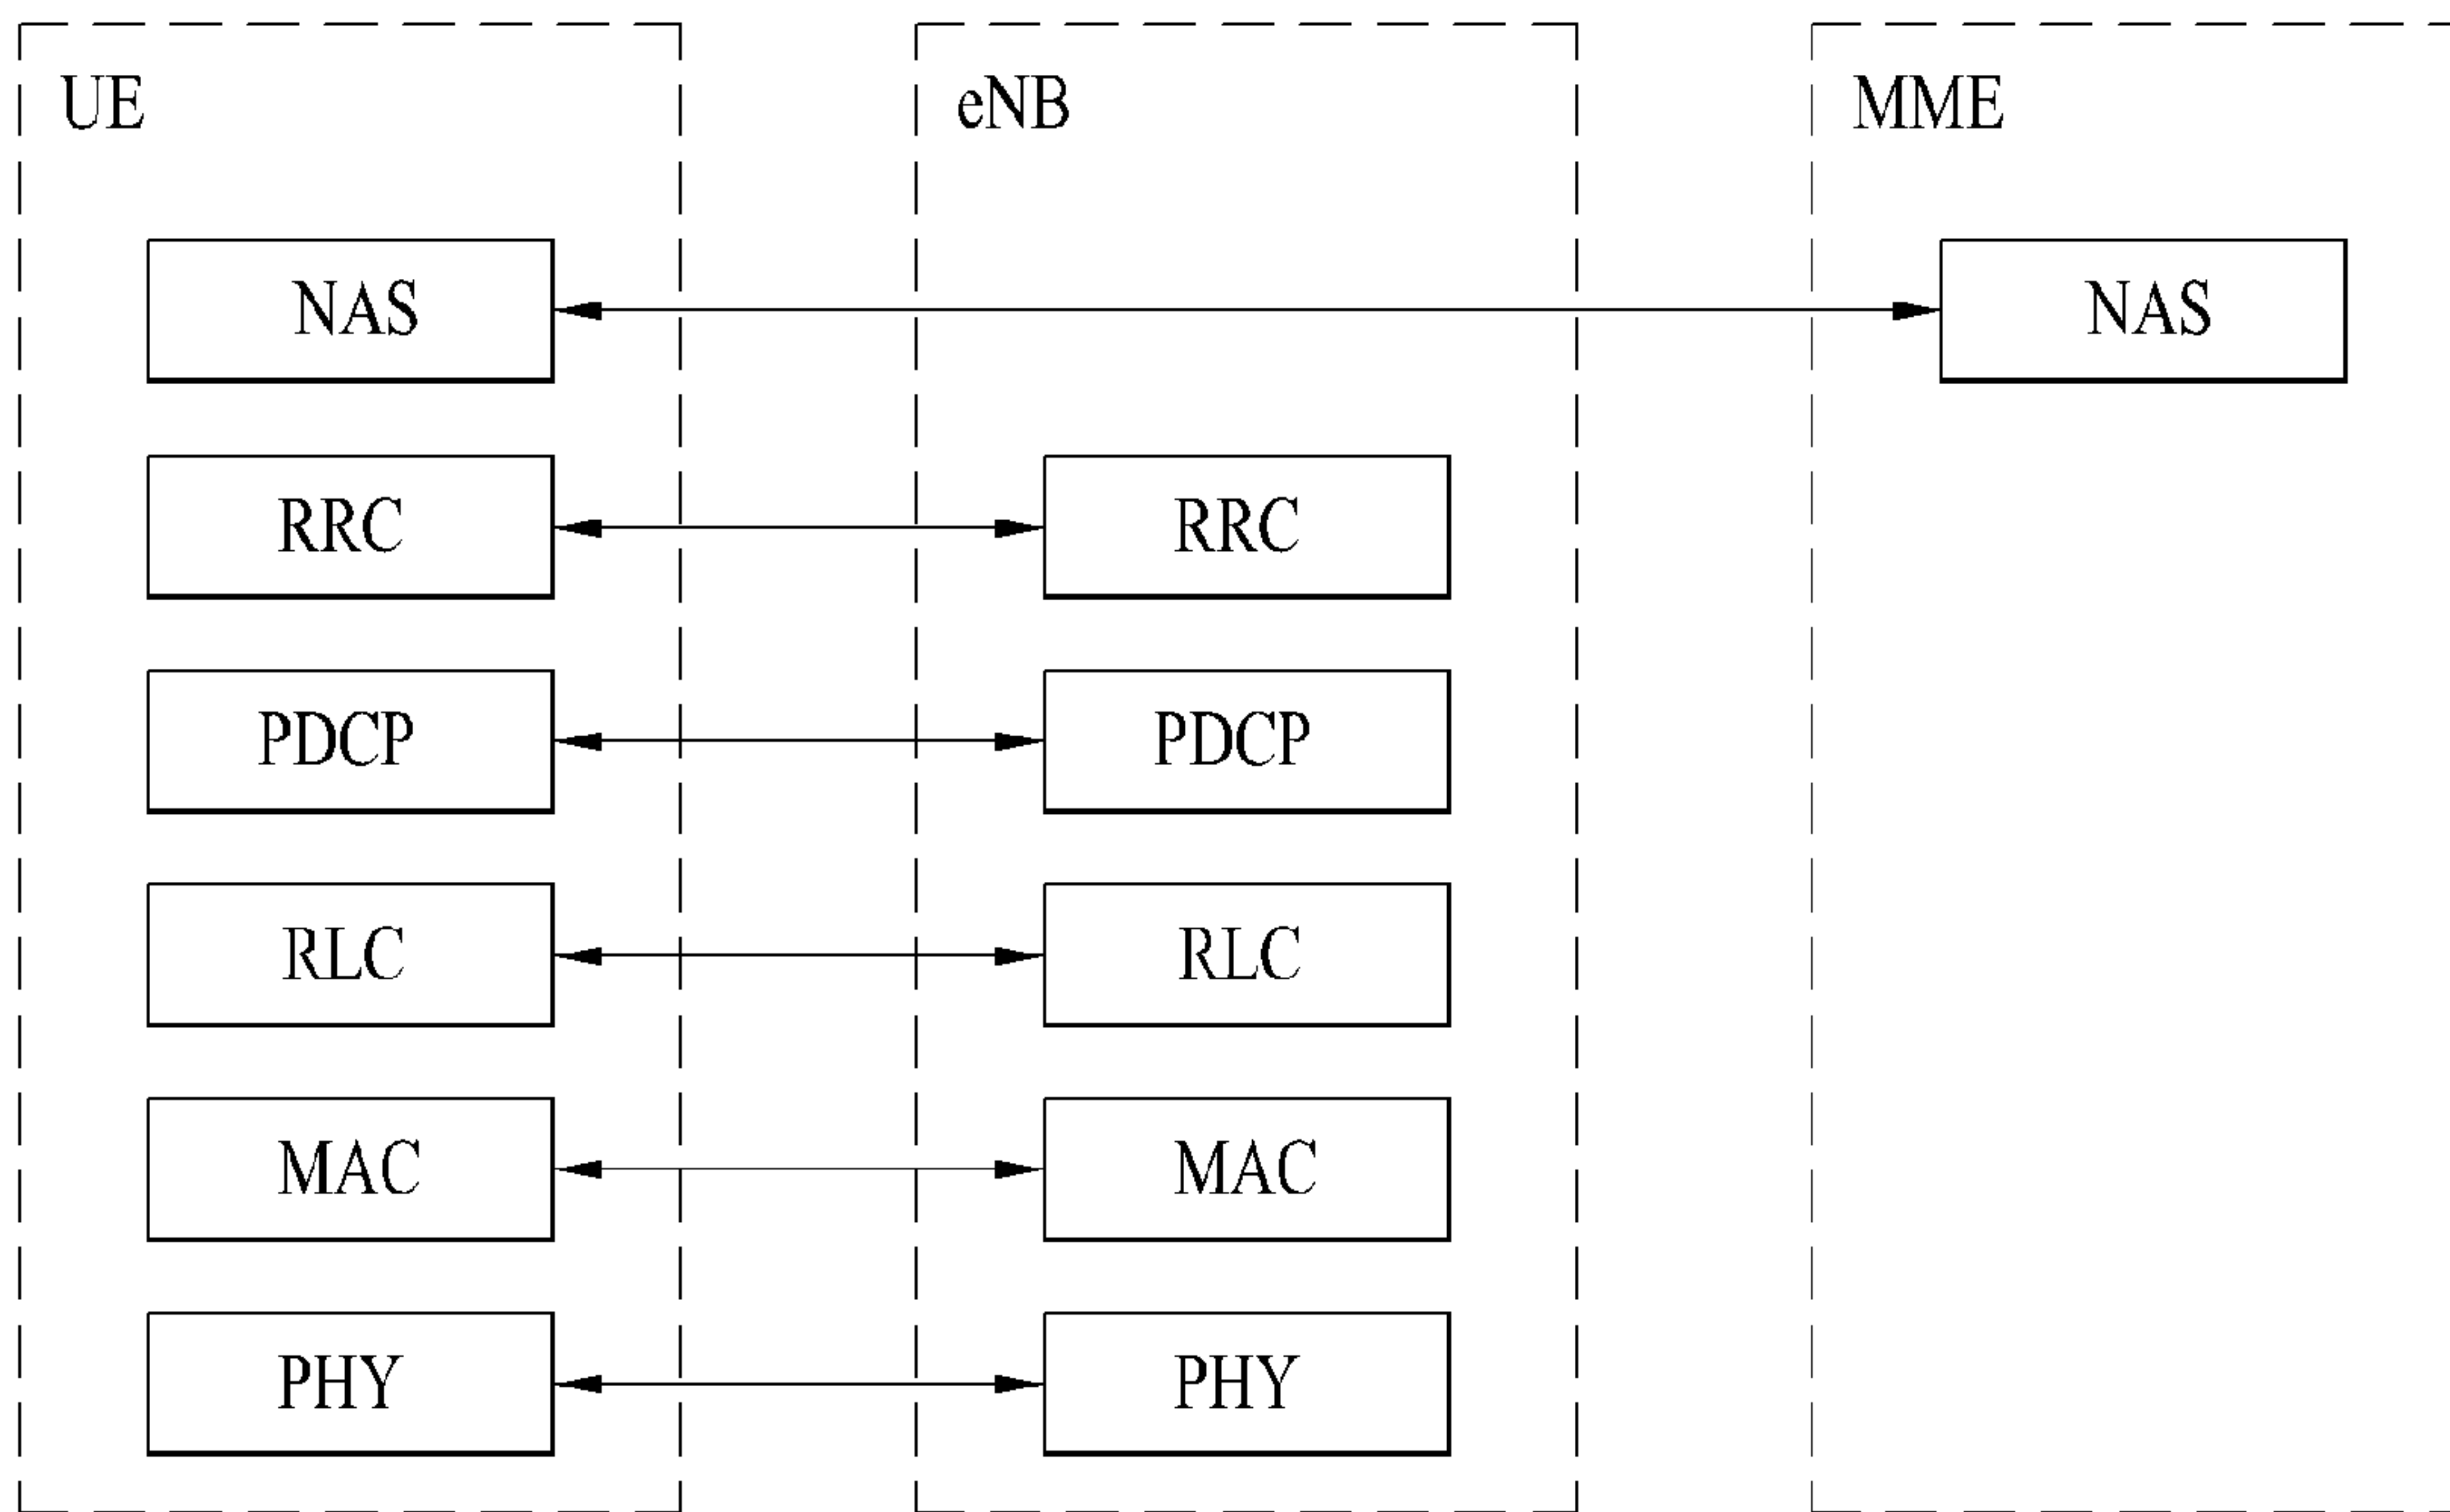 UE eNB MME
NAS NAS
RRC RRC
PDCP PDCP
RLC RLC
MAC MAC
PHY PHY